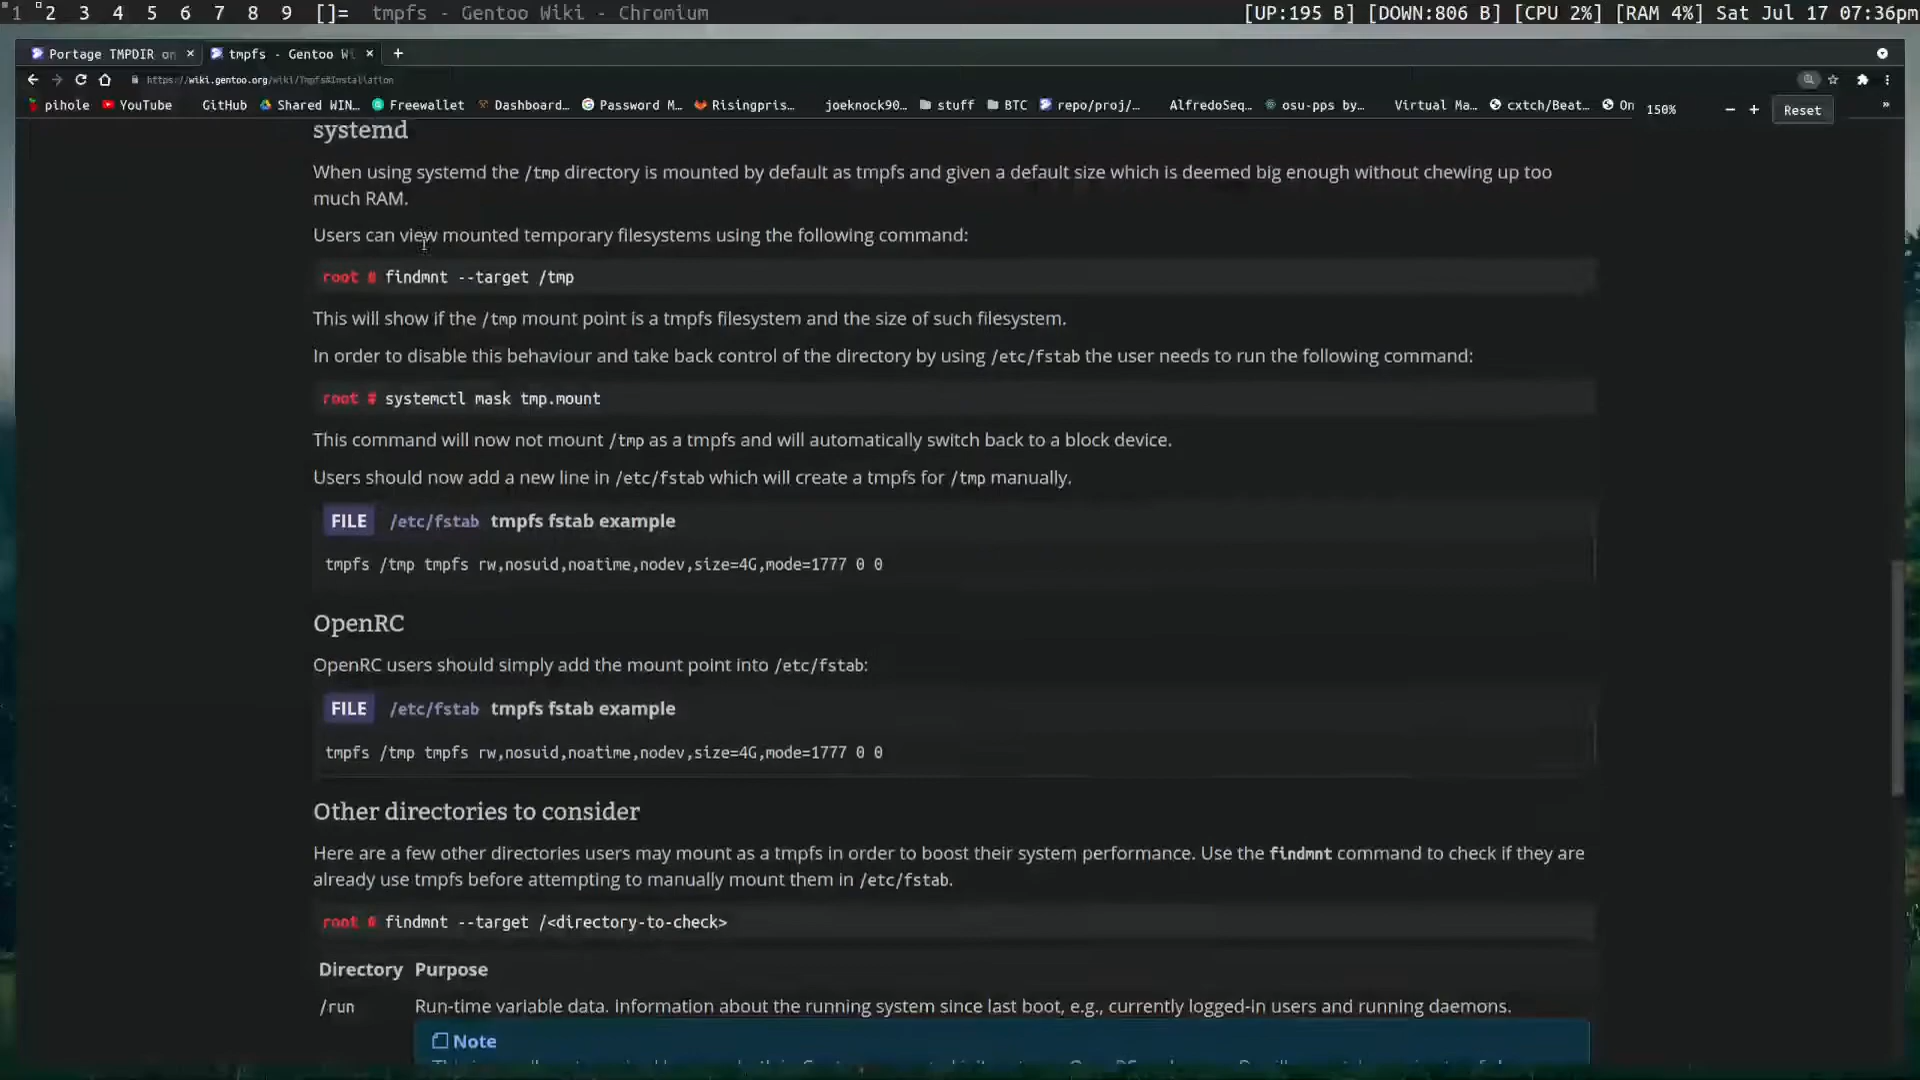 1 2 3 4 5 6 7 8 9 []= tmpfs - Gentoo Wiki - Chromium [UP:195 B] [DOWN:806 B] [CPU 2%] [RAM 4%] Sat Jul 17 07:36pm
Portage TMPDIR on × tmpfs - Gentoo Wi × +
https://wiki.gentoo.org/wiki/Tmpfs#Installation
pihole YouTube GitHub Shared WIN… Freewallet Dashboard… Password M… Risingpris… joeknock90… stuff BTC repo/proj/… AlfredoSeq… osu-pps by… Virtual Ma… cxtch/Beat… On » 150% − + Reset
systemd
When using systemd the /tmp directory is mounted by default as tmpfs and given a default size which is deemed big enough without chewing up too
much RAM.
Users can view mounted temporary filesystems using the following command:
root # findmnt --target /tmp
This will show if the /tmp mount point is a tmpfs filesystem and the size of such filesystem.
In order to disable this behaviour and take back control of the directory by using /etc/fstab the user needs to run the following command:
root # systemctl mask tmp.mount
This command will now not mount /tmp as a tmpfs and will automatically switch back to a block device.
Users should now add a new line in /etc/fstab which will create a tmpfs for /tmp manually.
FILE /etc/fstab tmpfs fstab example
tmpfs /tmp tmpfs rw,nosuid,noatime,nodev,size=4G,mode=1777 0 0
OpenRC
OpenRC users should simply add the mount point into /etc/fstab:
FILE /etc/fstab tmpfs fstab example
tmpfs /tmp tmpfs rw,nosuid,noatime,nodev,size=4G,mode=1777 0 0
Other directories to consider
Here are a few other directories users may mount as a tmpfs in order to boost their system performance. Use the findmnt command to check if they are
already use tmpfs before attempting to manually mount them in /etc/fstab.
root # findmnt --target /<directory-to-check>
Directory Purpose
/run Run-time variable data. Information about the running system since last boot, e.g., currently logged-in users and running daemons.
Note